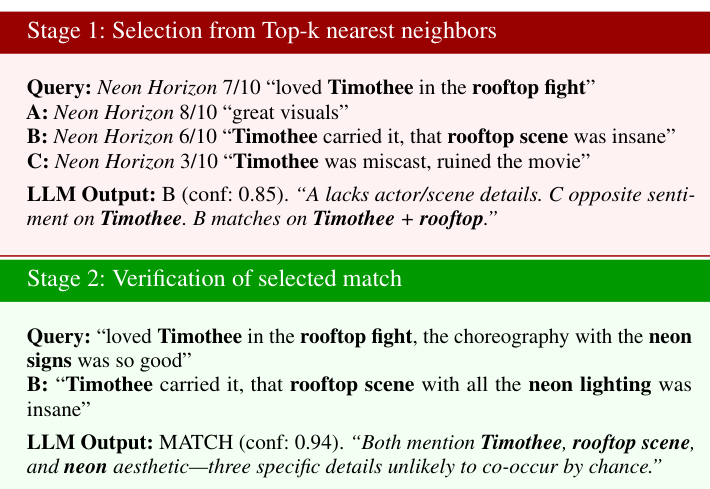 Stage 1: Selection from Top-k nearest neighbors
Query: Neon Horizon 7/10 “loved Timothee in the rooftop fight”
A: Neon Horizon 8/10 “great visuals”
B: Neon Horizon 6/10 “Timothee carried it, that rooftop scene was insane”
C: Neon Horizon 3/10 “Timothee was miscast, ruined the movie”
LLM Output: B (conf: 0.85). “A lacks actor/scene details. C opposite senti-
ment on Timothee. B matches on Timothee + rooftop.”
Stage 2: Verification of selected match
Query: “loved Timothee in the rooftop fight, the choreography with the neon
signs was so good”
B: “Timothee carried it, that rooftop scene with all the neon lighting was
insane”
LLM Output: MATCH (conf: 0.94). “Both mention Timothee, rooftop scene,
and neon aesthetic—three specific details unlikely to co-occur by chance.”